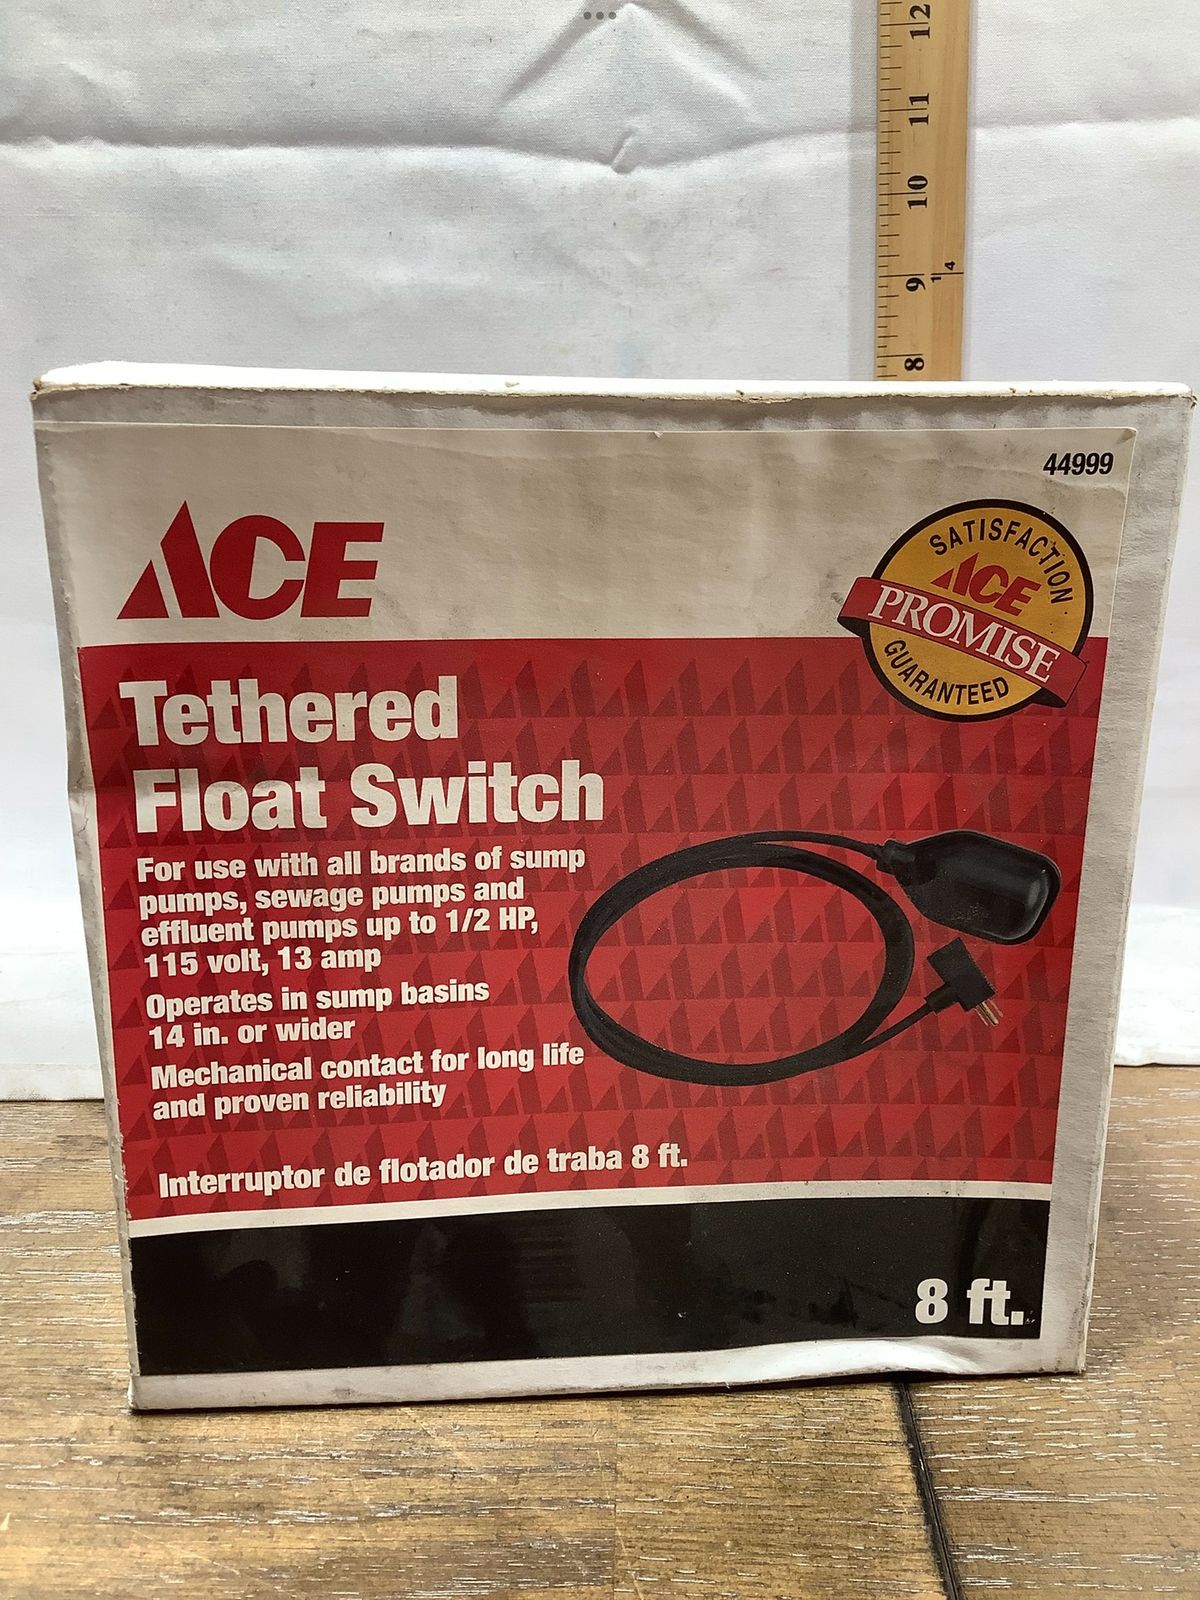 12
11
10
9
1 4
8
44999
ACE
SATISFACTION
ACE
PROMISE
GUARANTEED
Tethered
Float Switch
For use with all brands of sump
pumps, sewage pumps and
effluent pumps up to 1/2 HP,
115 volt, 13 amp
Operates in sump basins
14 in. or wider
Mechanical contact for long life
and proven reliability
Interruptor de flotador de traba 8 ft.
8 ft.